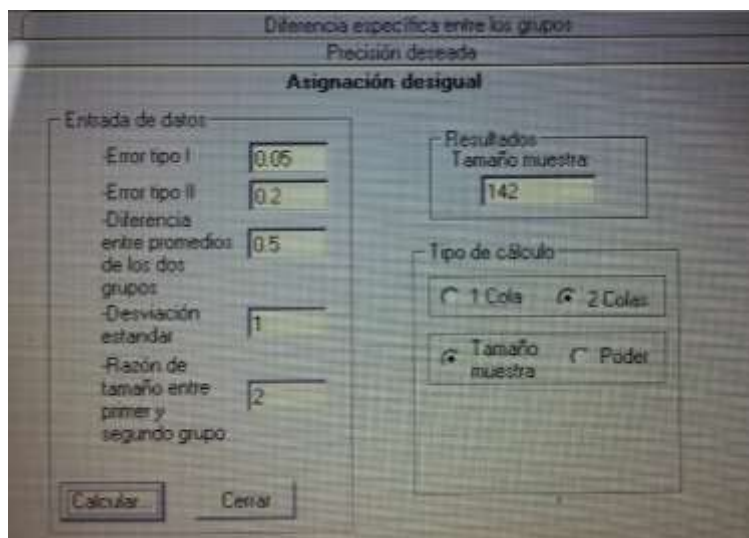 Diferencia específica entre los grupos
Precisión deseada
Asignación desigual
Entrada de datos
-Error tipo I
0.05
-Error tipo II
0.2
-Diferencia
entre promedios
de los dos
grupos
0.5
-Desviación
estandar
1
-Razón de
tamaño entre
primer y
segundo grupo
2
Calcular
Cerrar
Resultados
Tamaño muestra:
142
Tipo de cálculo
1 Cola
2 Colas
Tamaño
muestra
Poder